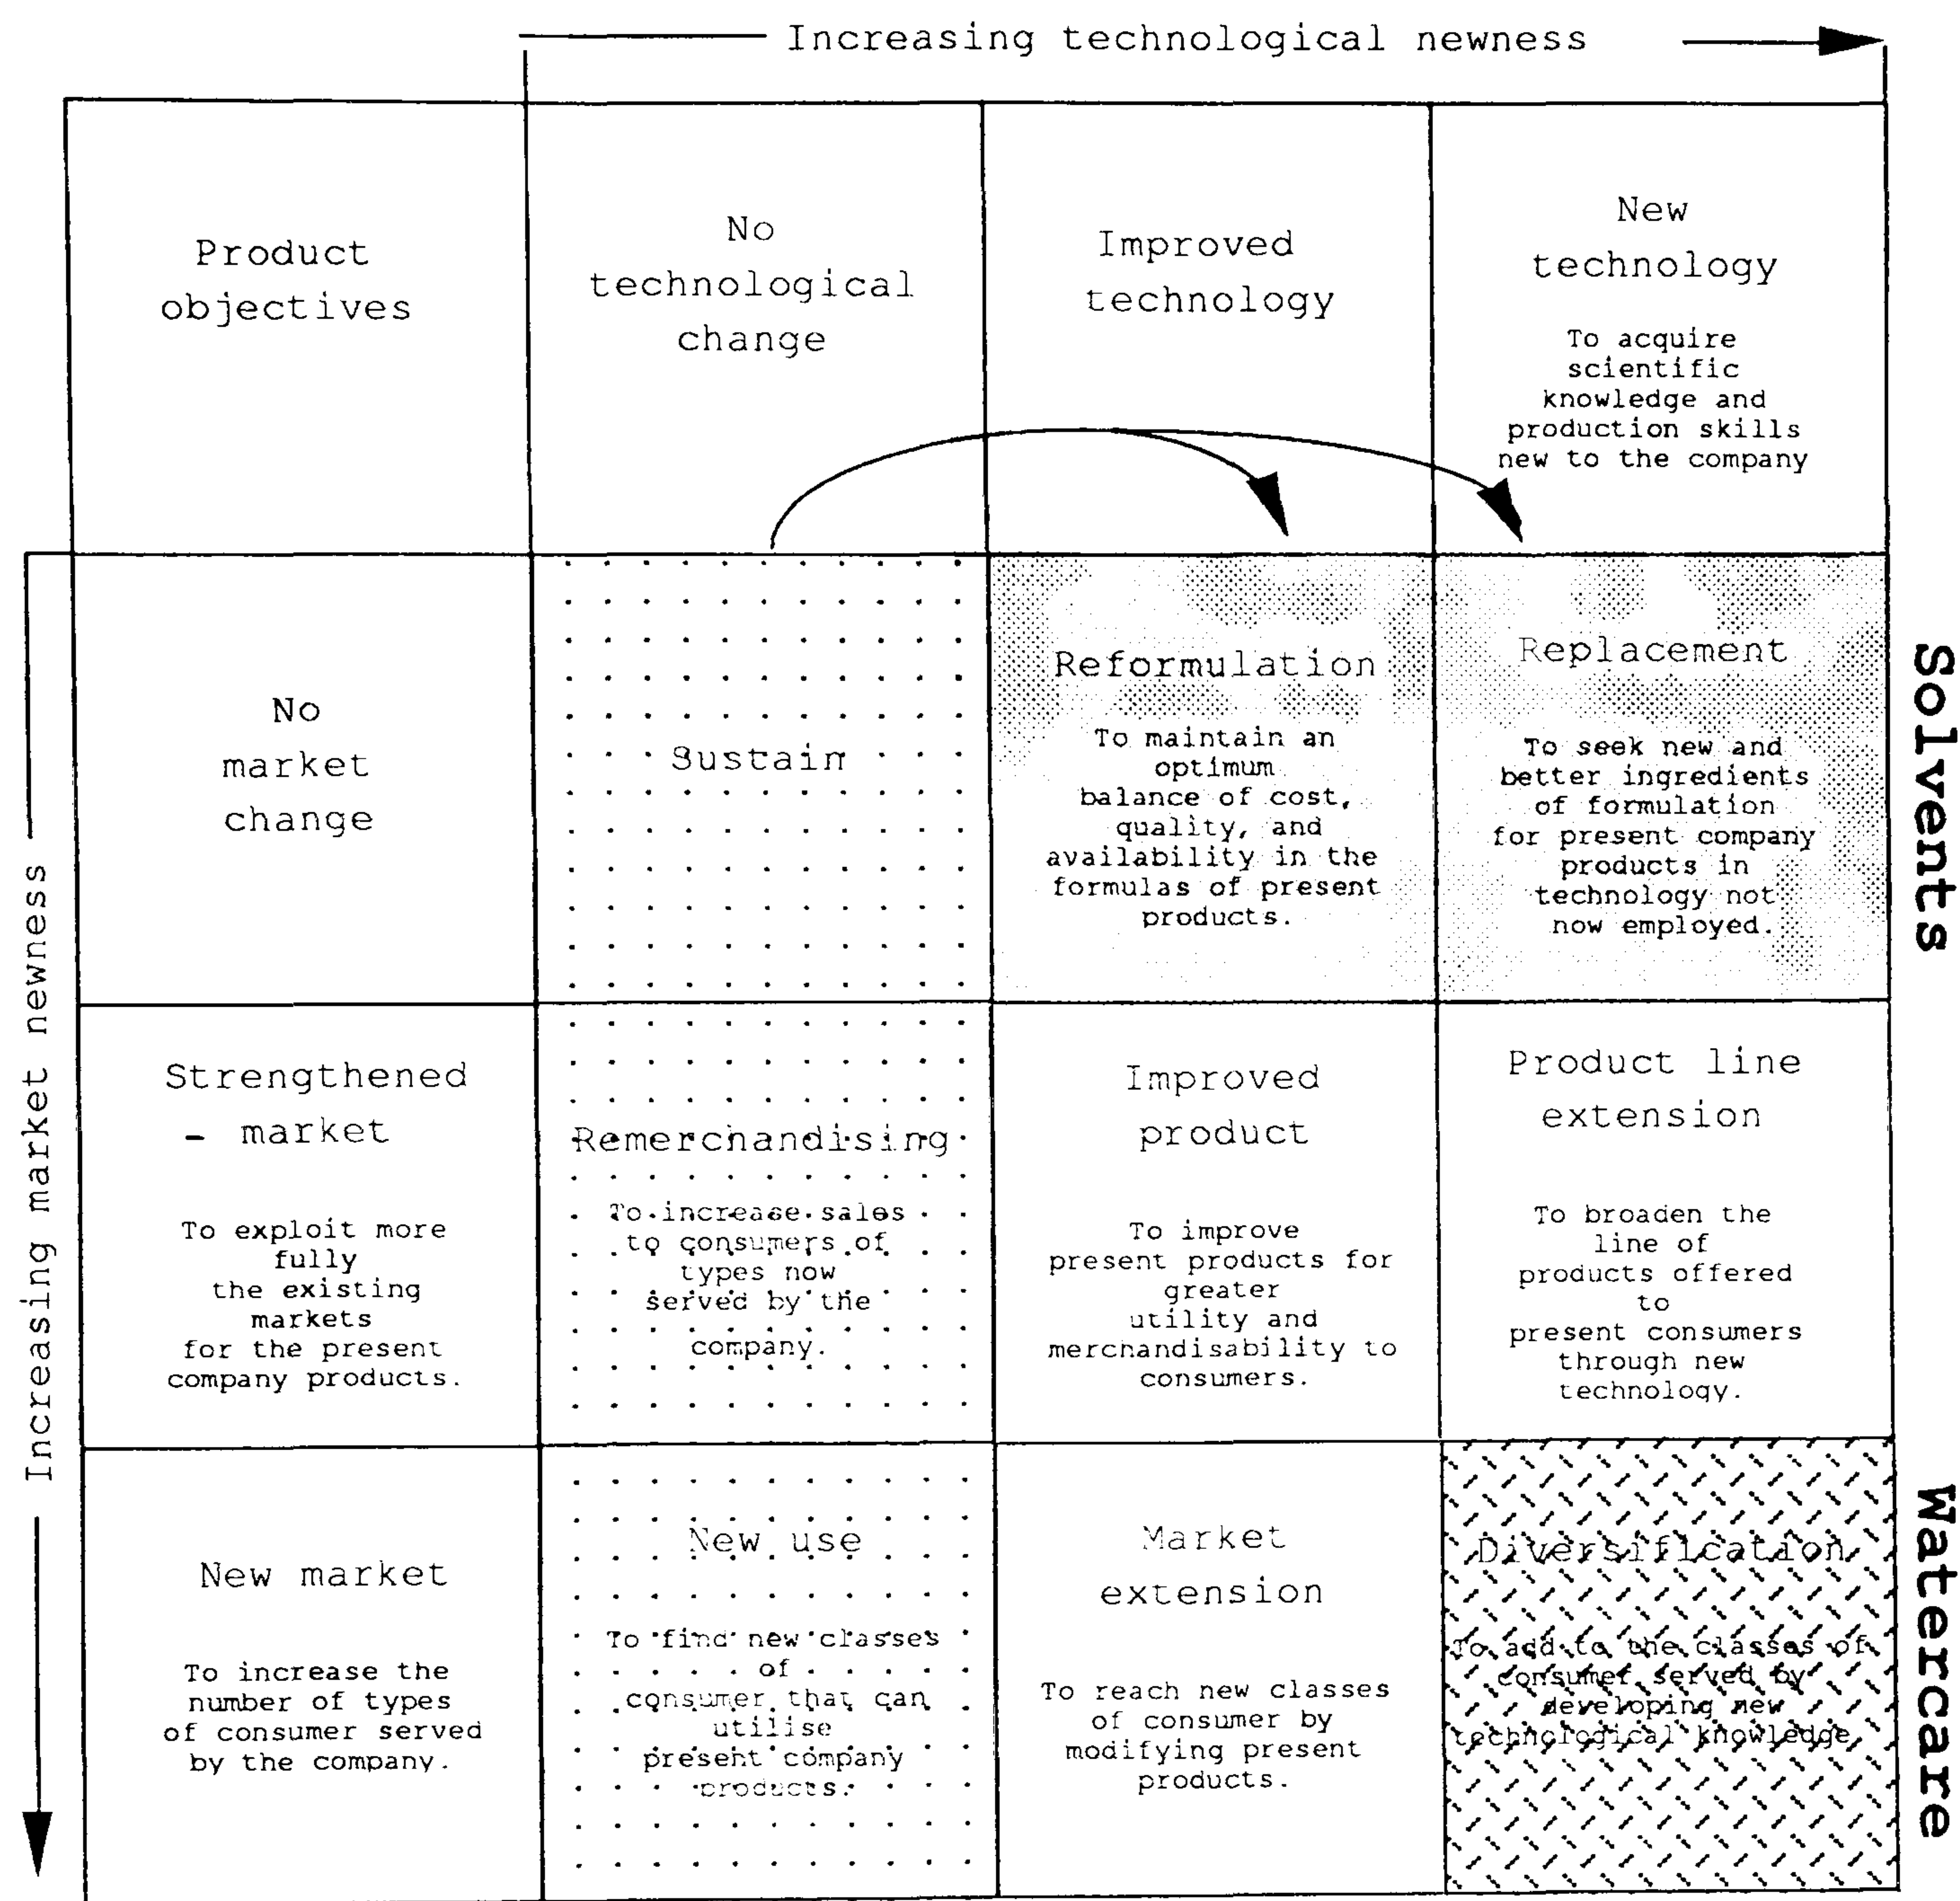 Increasing technological newness
Product
objectives
No
technological
change
Improved
technology
New
technology
To acquire
scientific
knowledge and
production skills
new to the company
Increasing market newness
No
market
change
Sustain
Reformulation
To maintain an
optimum
balance of cost,
quality, and
availability in the
formulas of present
products.
Replacement
To seek new and
better ingredients
of formulation
for present company
products in
technology not
now employed.
Solvents
Strengthened
- market
To exploit more
fully
the existing
markets
for the present
company products.
Remerchandising
To increase sales
to consumers of
types now
served by the
company.
Improved
product
To improve
present products for
greater
utility and
merchandisability to
consumers.
Product line
extension
To broaden the
line of
products offered
to
present consumers
through new
technology.
New market
To increase the
number of types
of consumer served
by the company.
New use
To find new classes
of
consumer that can
utilise
present company
products.
Market
extension
To reach new classes
of consumer by
modifying present
products.
Diversification
To add to the classes of
consumer served by
developing new
technological knowledge
Watercare